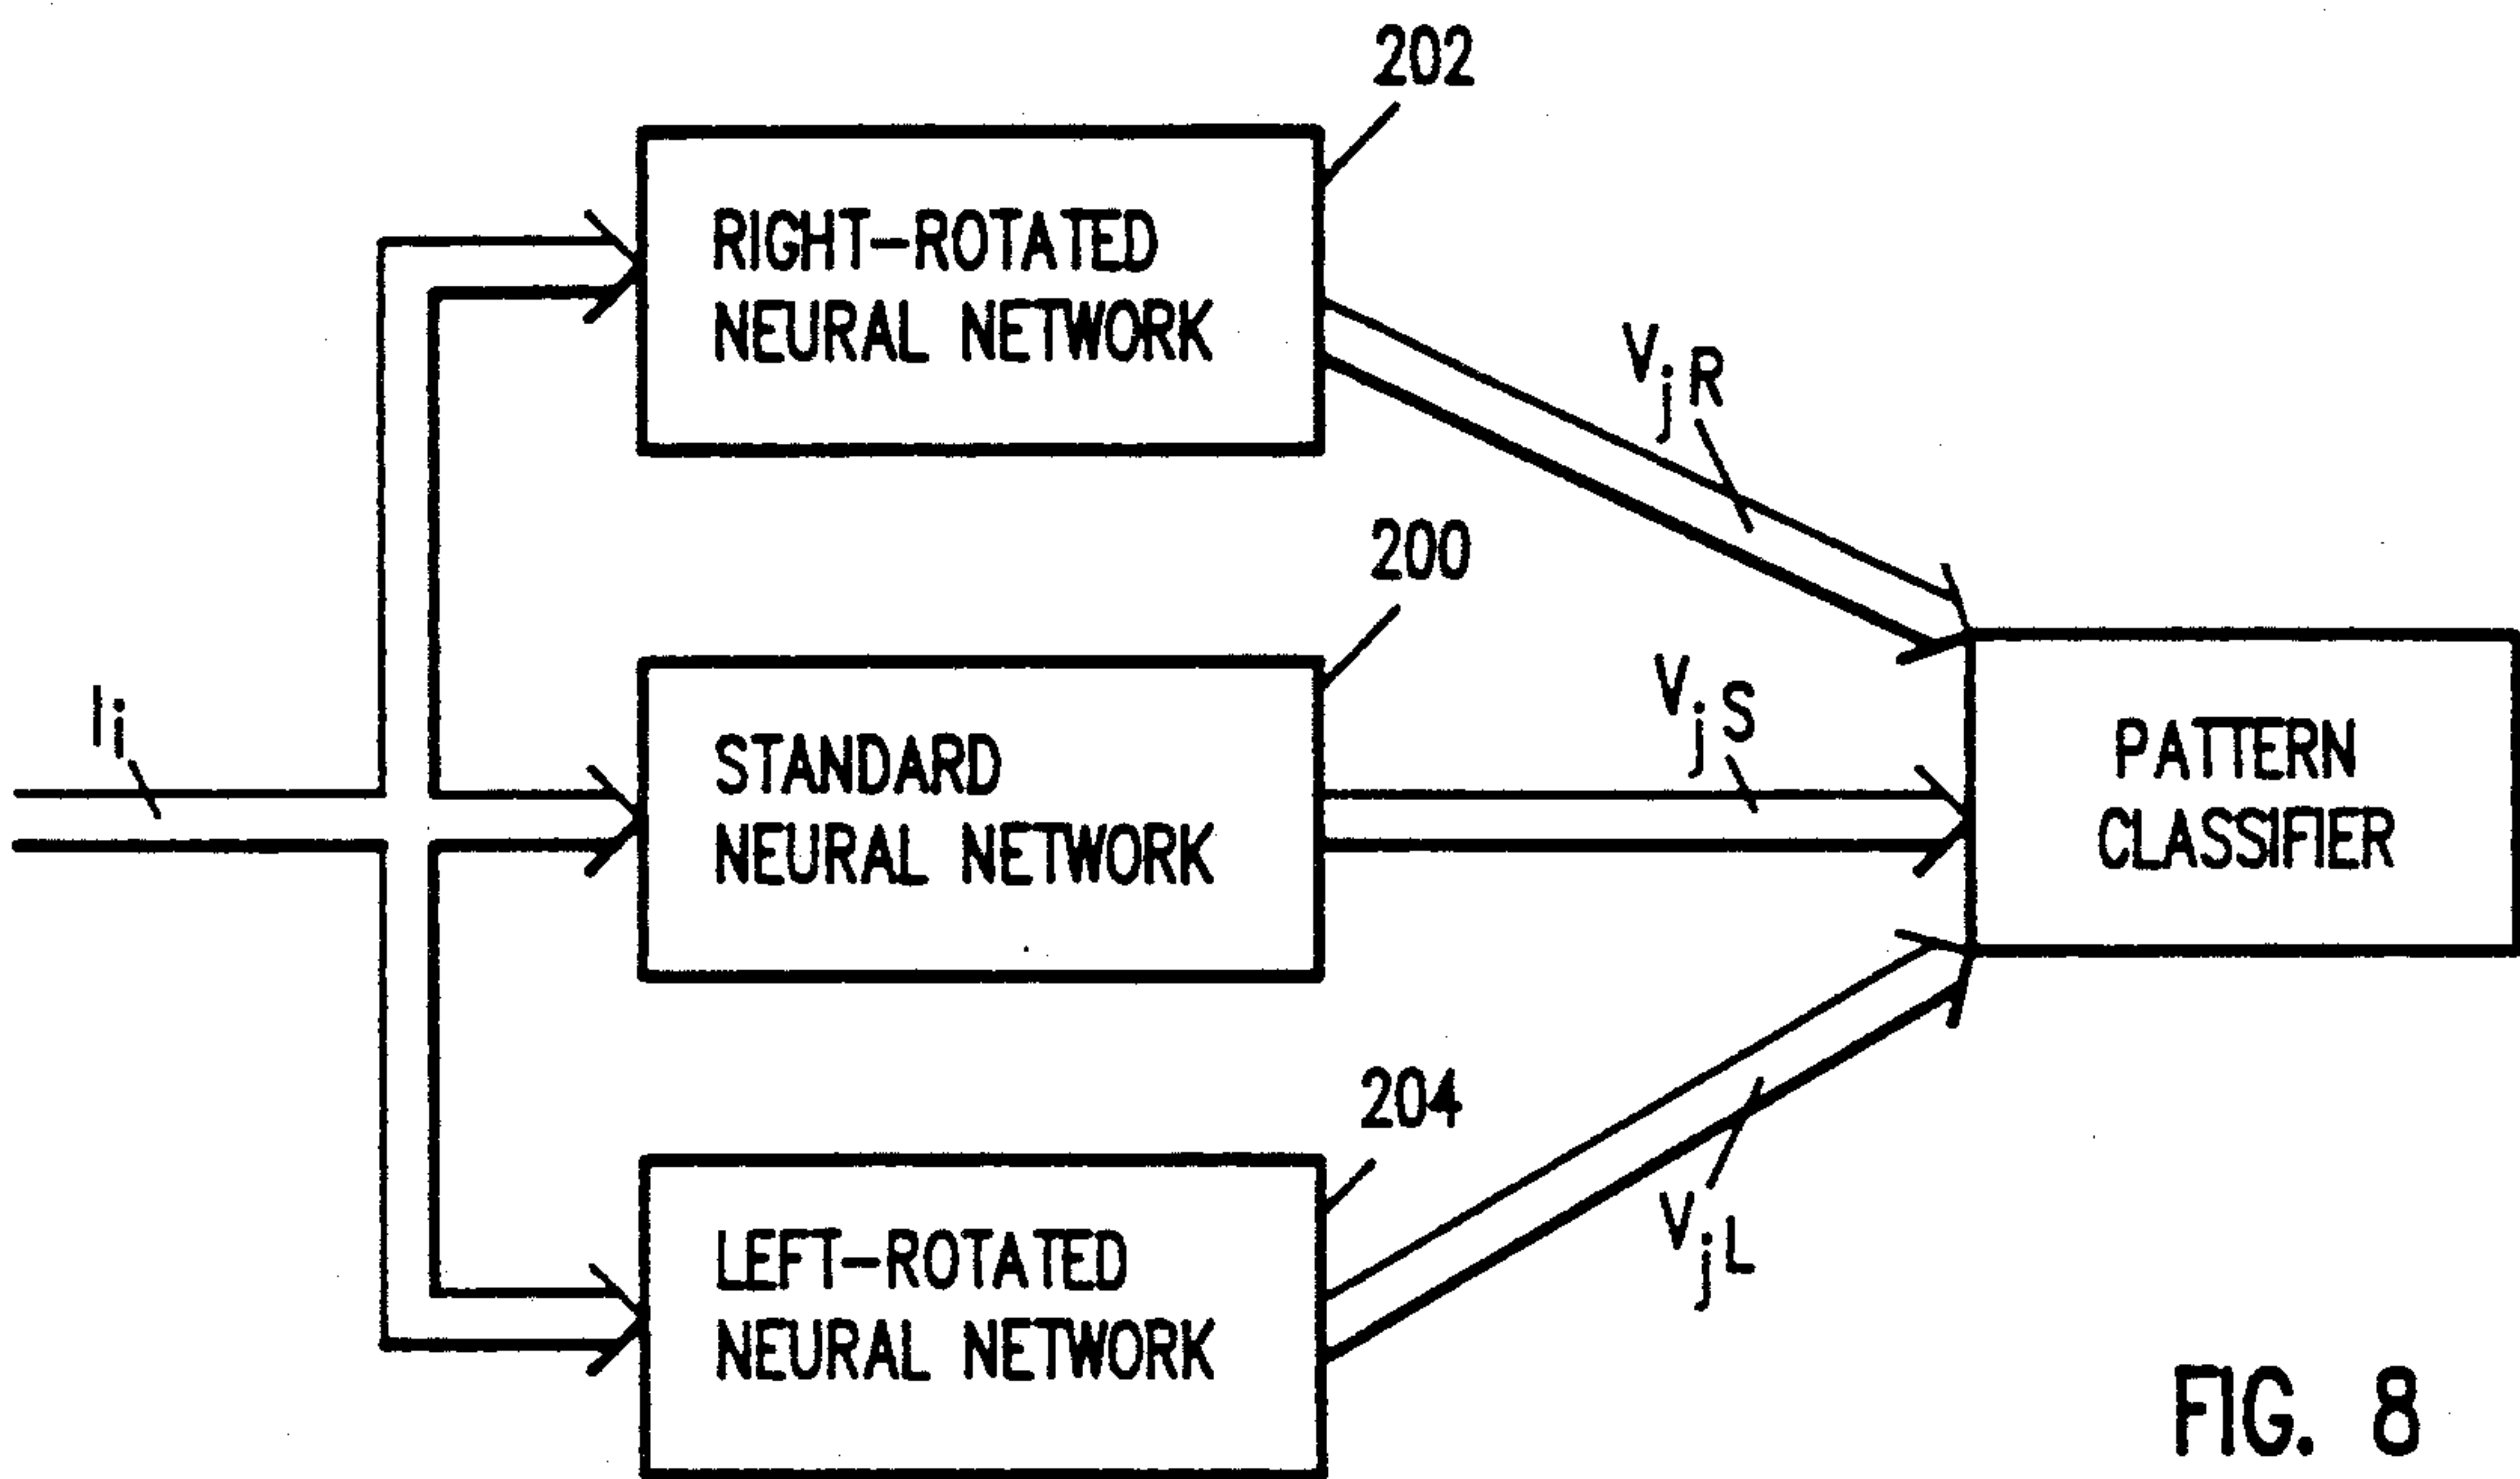 202
RIGHT-ROTATED
NEURAL NETWORK
VjR
200
Ii
STANDARD
NEURAL NETWORK
VjS
PATTERN
CLASSIFIER
204
LEFT-ROTATED
NEURAL NETWORK
VjL
FIG. 8